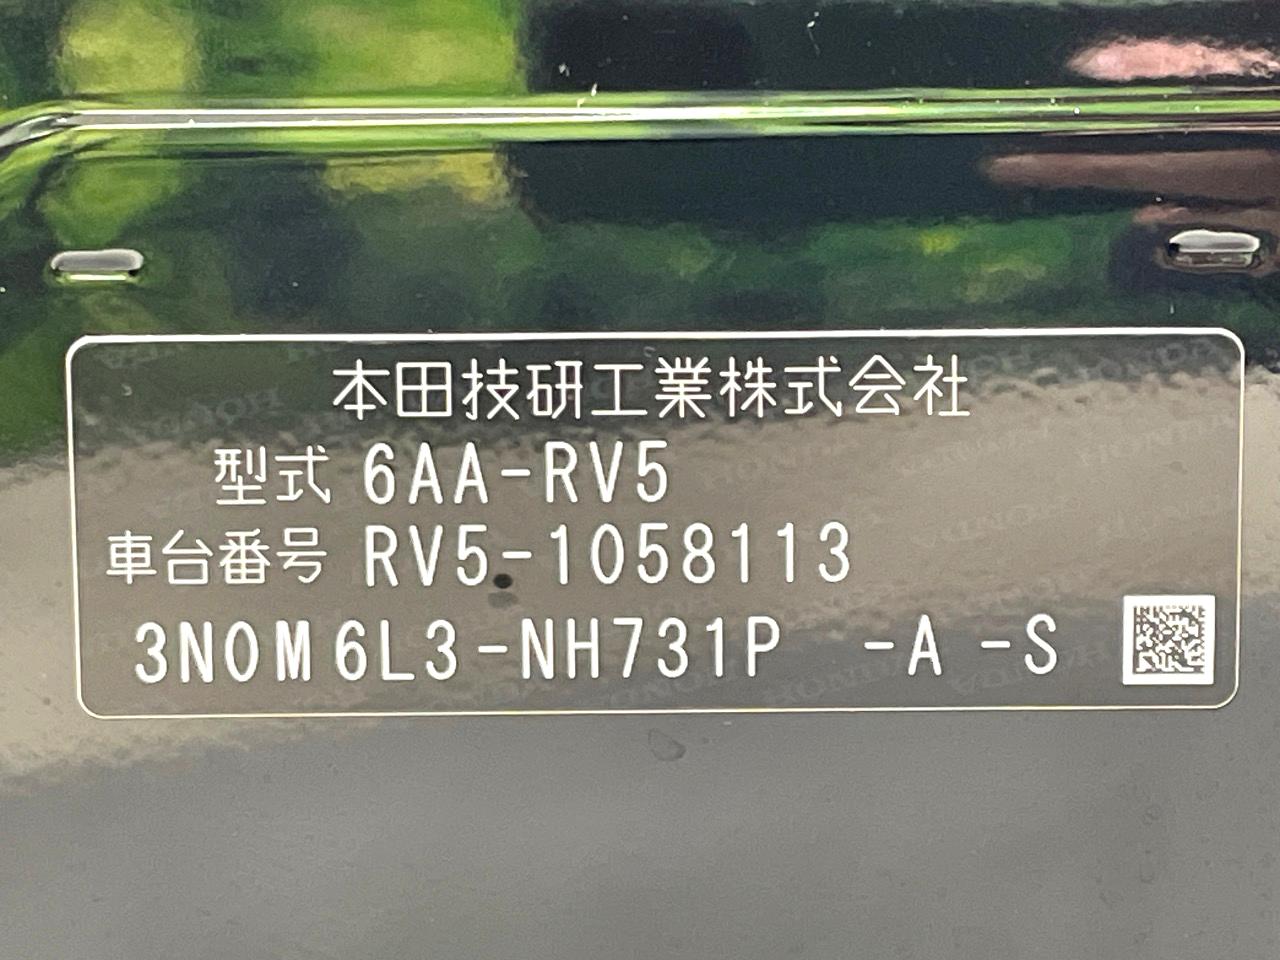 本田技研工業株式会社
型式 6AA-RV5
車台番号 RV5-1058113
3N0M6L3-NH731P -A -S